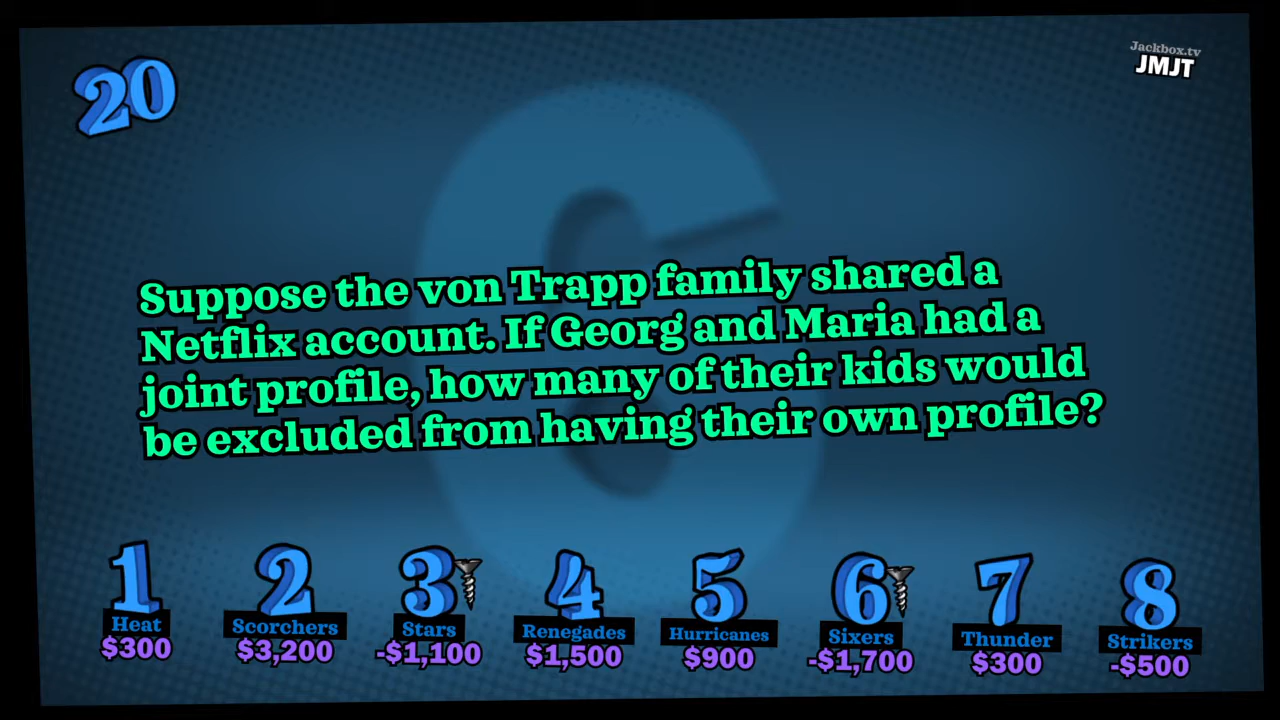 20
Jackbox.tv
JMJT
Suppose the von Trapp family shared a
Netflix account. If Georg and Maria had a
joint profile, how many of their kids would
be excluded from having their own profile?
1 2 3 4 5 6 7 8
Heat Scorchers Stars Renegades Hurricanes Sixers Thunder Strikers
$300 $3,200 -$1,100 $1,500 $900 -$1,700 $300 -$500